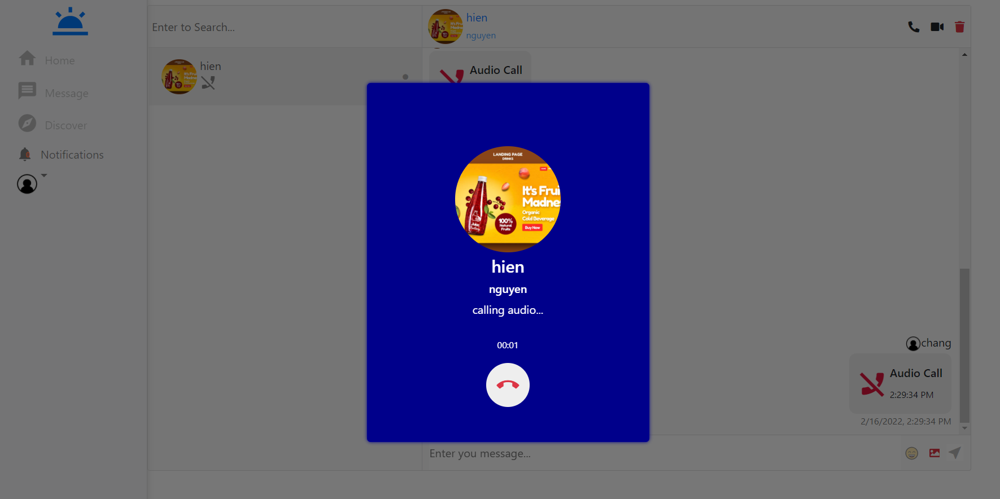 Home
Message
Discover
Notifications
Enter to Search...
hien
hien
nguyen
Audio Call
LANDING PAGE
DRINKS
It's Frui
Madne
Organic
Cold Beverage
Buy Now
100%
Natural
Fruits
hien
nguyen
calling audio...
00:01
chang
Audio Call
2:29:34 PM
2/16/2022, 2:29:34 PM
Enter you message...